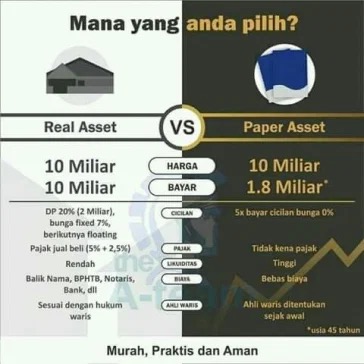 Mana yang anda pilih?
Real Asset
VS
Paper Asset
10 Miliar
HARGA
10 Miliar
10 Miliar
BAYAR
1.8 Miliar*
DP 20% (2 Miliar),
bunga fixed 7%,
berikutnya floating
CICILAN
5x bayar cicilan bunga 0%
Pajak jual beli (5% + 2,5%)
PAJAK
Tidak kena pajak
Rendah
LIKUIDITAS
Tinggi
Balik Nama, BPHTB, Notaris,
Bank, dll
BIAYA
Bebas biaya
Sesuai dengan hukum
waris
AHLI WARIS
Ahli waris ditentukan
sejak awal
*usia 45 tahun
Murah, Praktis dan Aman